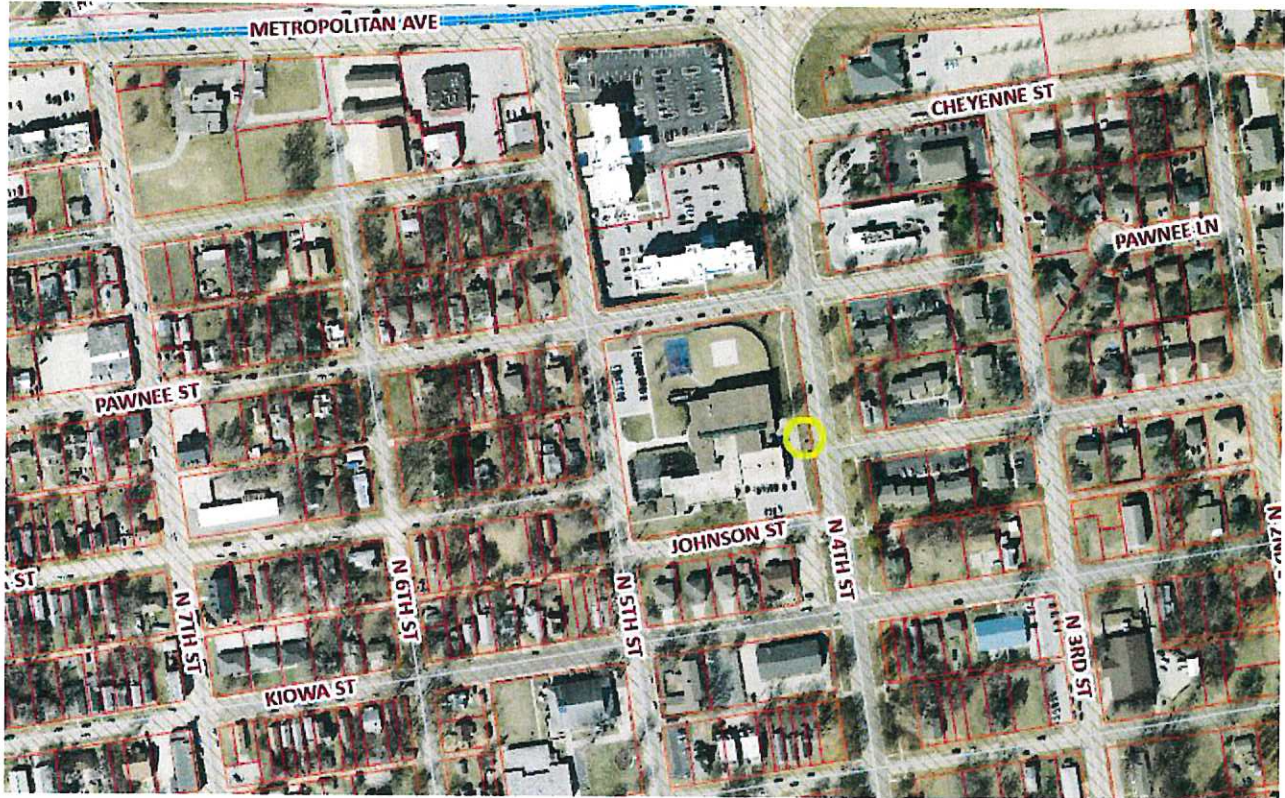 METROPOLITAN AVE
CHEYENNE ST
PAWNEE LN
PAWNEE ST
JOHNSON ST
N 4TH ST
N 5TH ST
N 6TH ST
N 7TH ST
N 3RD ST
KIOWA ST
ST